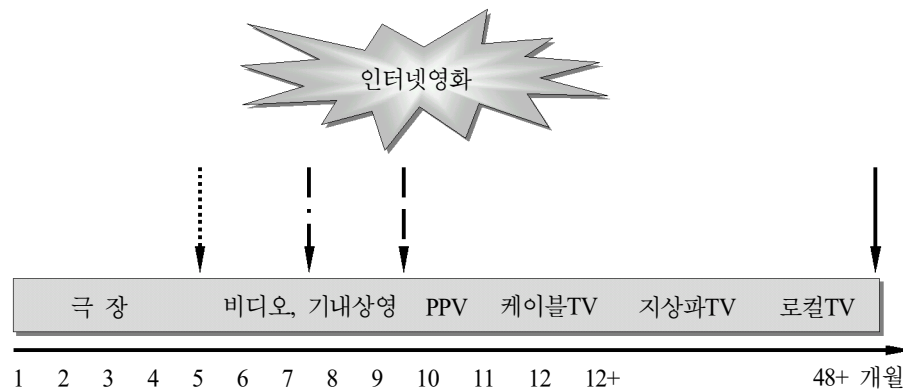 인터넷영화
극 장 비디오, 기내상영 PPV 케이블TV 지상파TV 로컬TV
1 2 3 4 5 6 7 8 9 10 11 12 12+ 48+ 개월